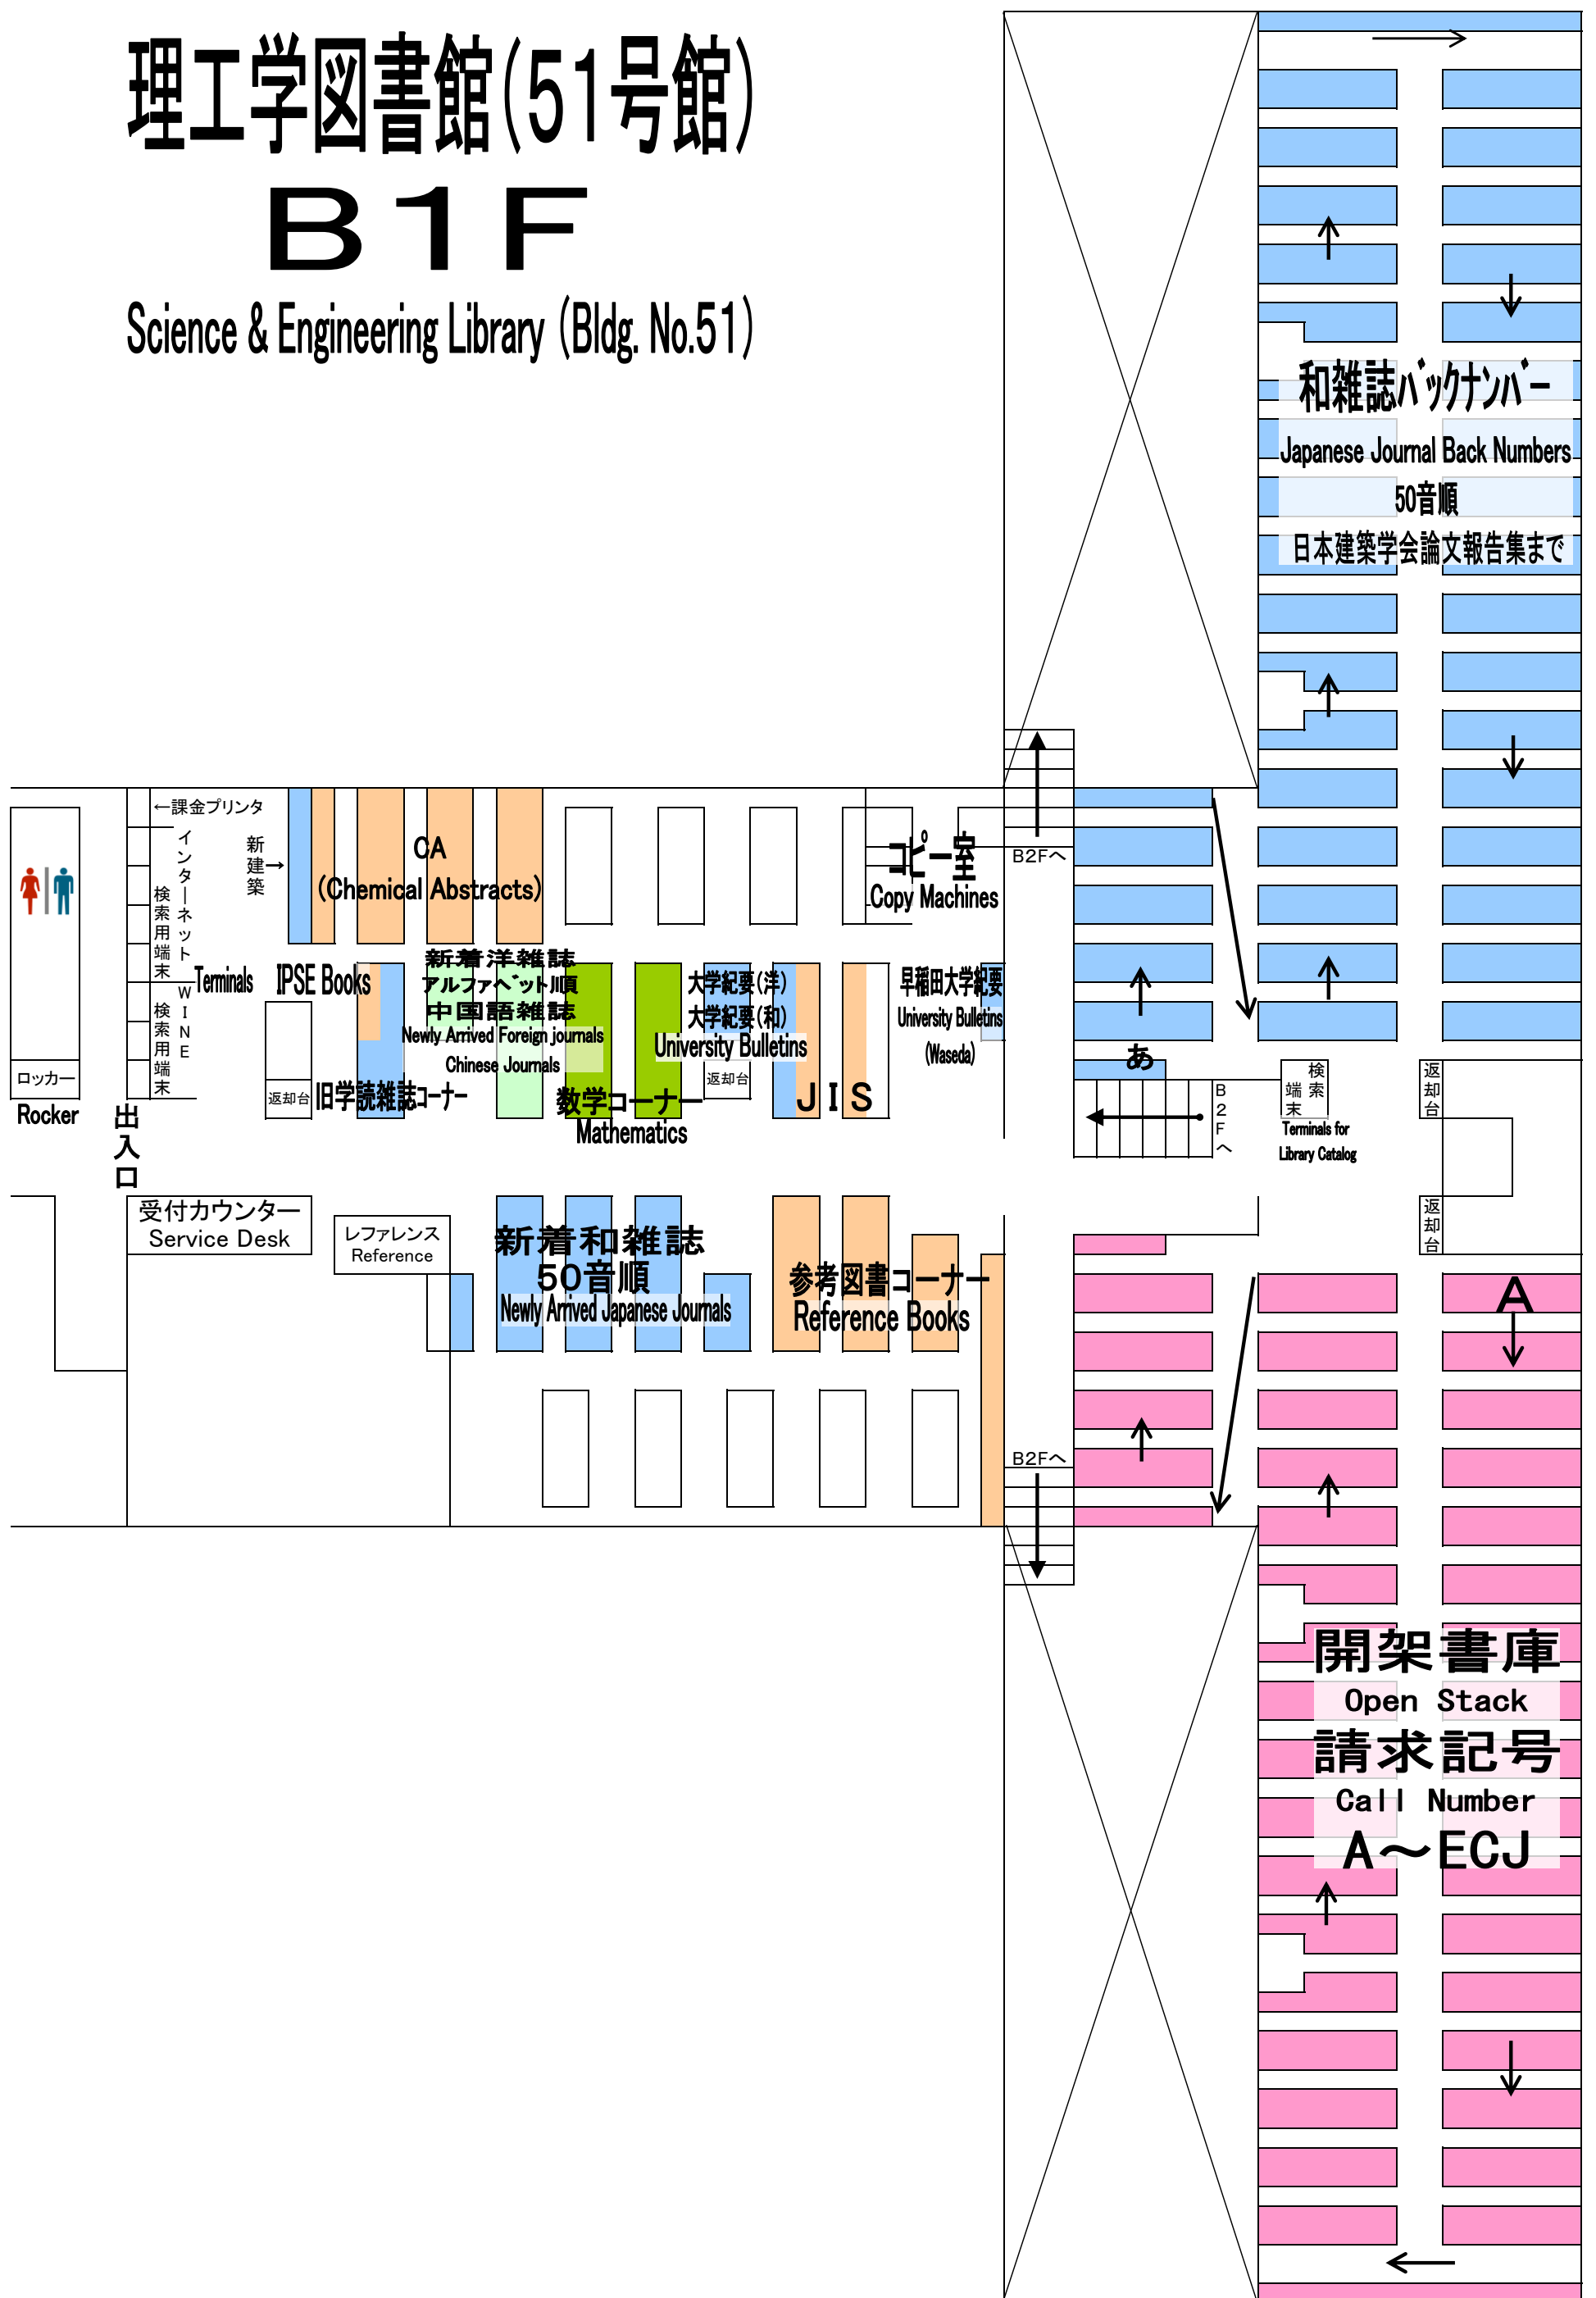 理工学図書館(51号館)
B1F
Science & Engineering Library (Bldg. No.51)
和雑誌バックナンバー
Japanese Journal Back Numbers
50音順
日本建築学会論文報告集まで
←課金プリンタ
インターネット
検索用端末
WINE
検索用端末
Terminals
新建築→
CA
(Chemical Abstracts)
コピー室
Copy Machines
B2Fへ
IPSE Books
新着洋雑誌
アルファベット順
中国語雑誌
Newly Arrived Foreign journals
Chinese Journals
大学紀要(洋)
大学紀要(和)
University Bulletins
早稲田大学紀要
University Bulletins
(Waseda)
あ
ロッカー
Rocker
返却台
旧学読雑誌コーナー
数学コーナー
Mathematics
返却台
JIS
B2Fへ
検索
端末
Terminals for
Library Catalog
返却台
出入口
受付カウンター
Service Desk
レファレンス
Reference
新着和雑誌
50音順
Newly Arrived Japanese Journals
参考図書コーナー
Reference Books
返却台
A
B2Fへ
開架書庫
Open Stack
請求記号
Call Number
A～ECJ